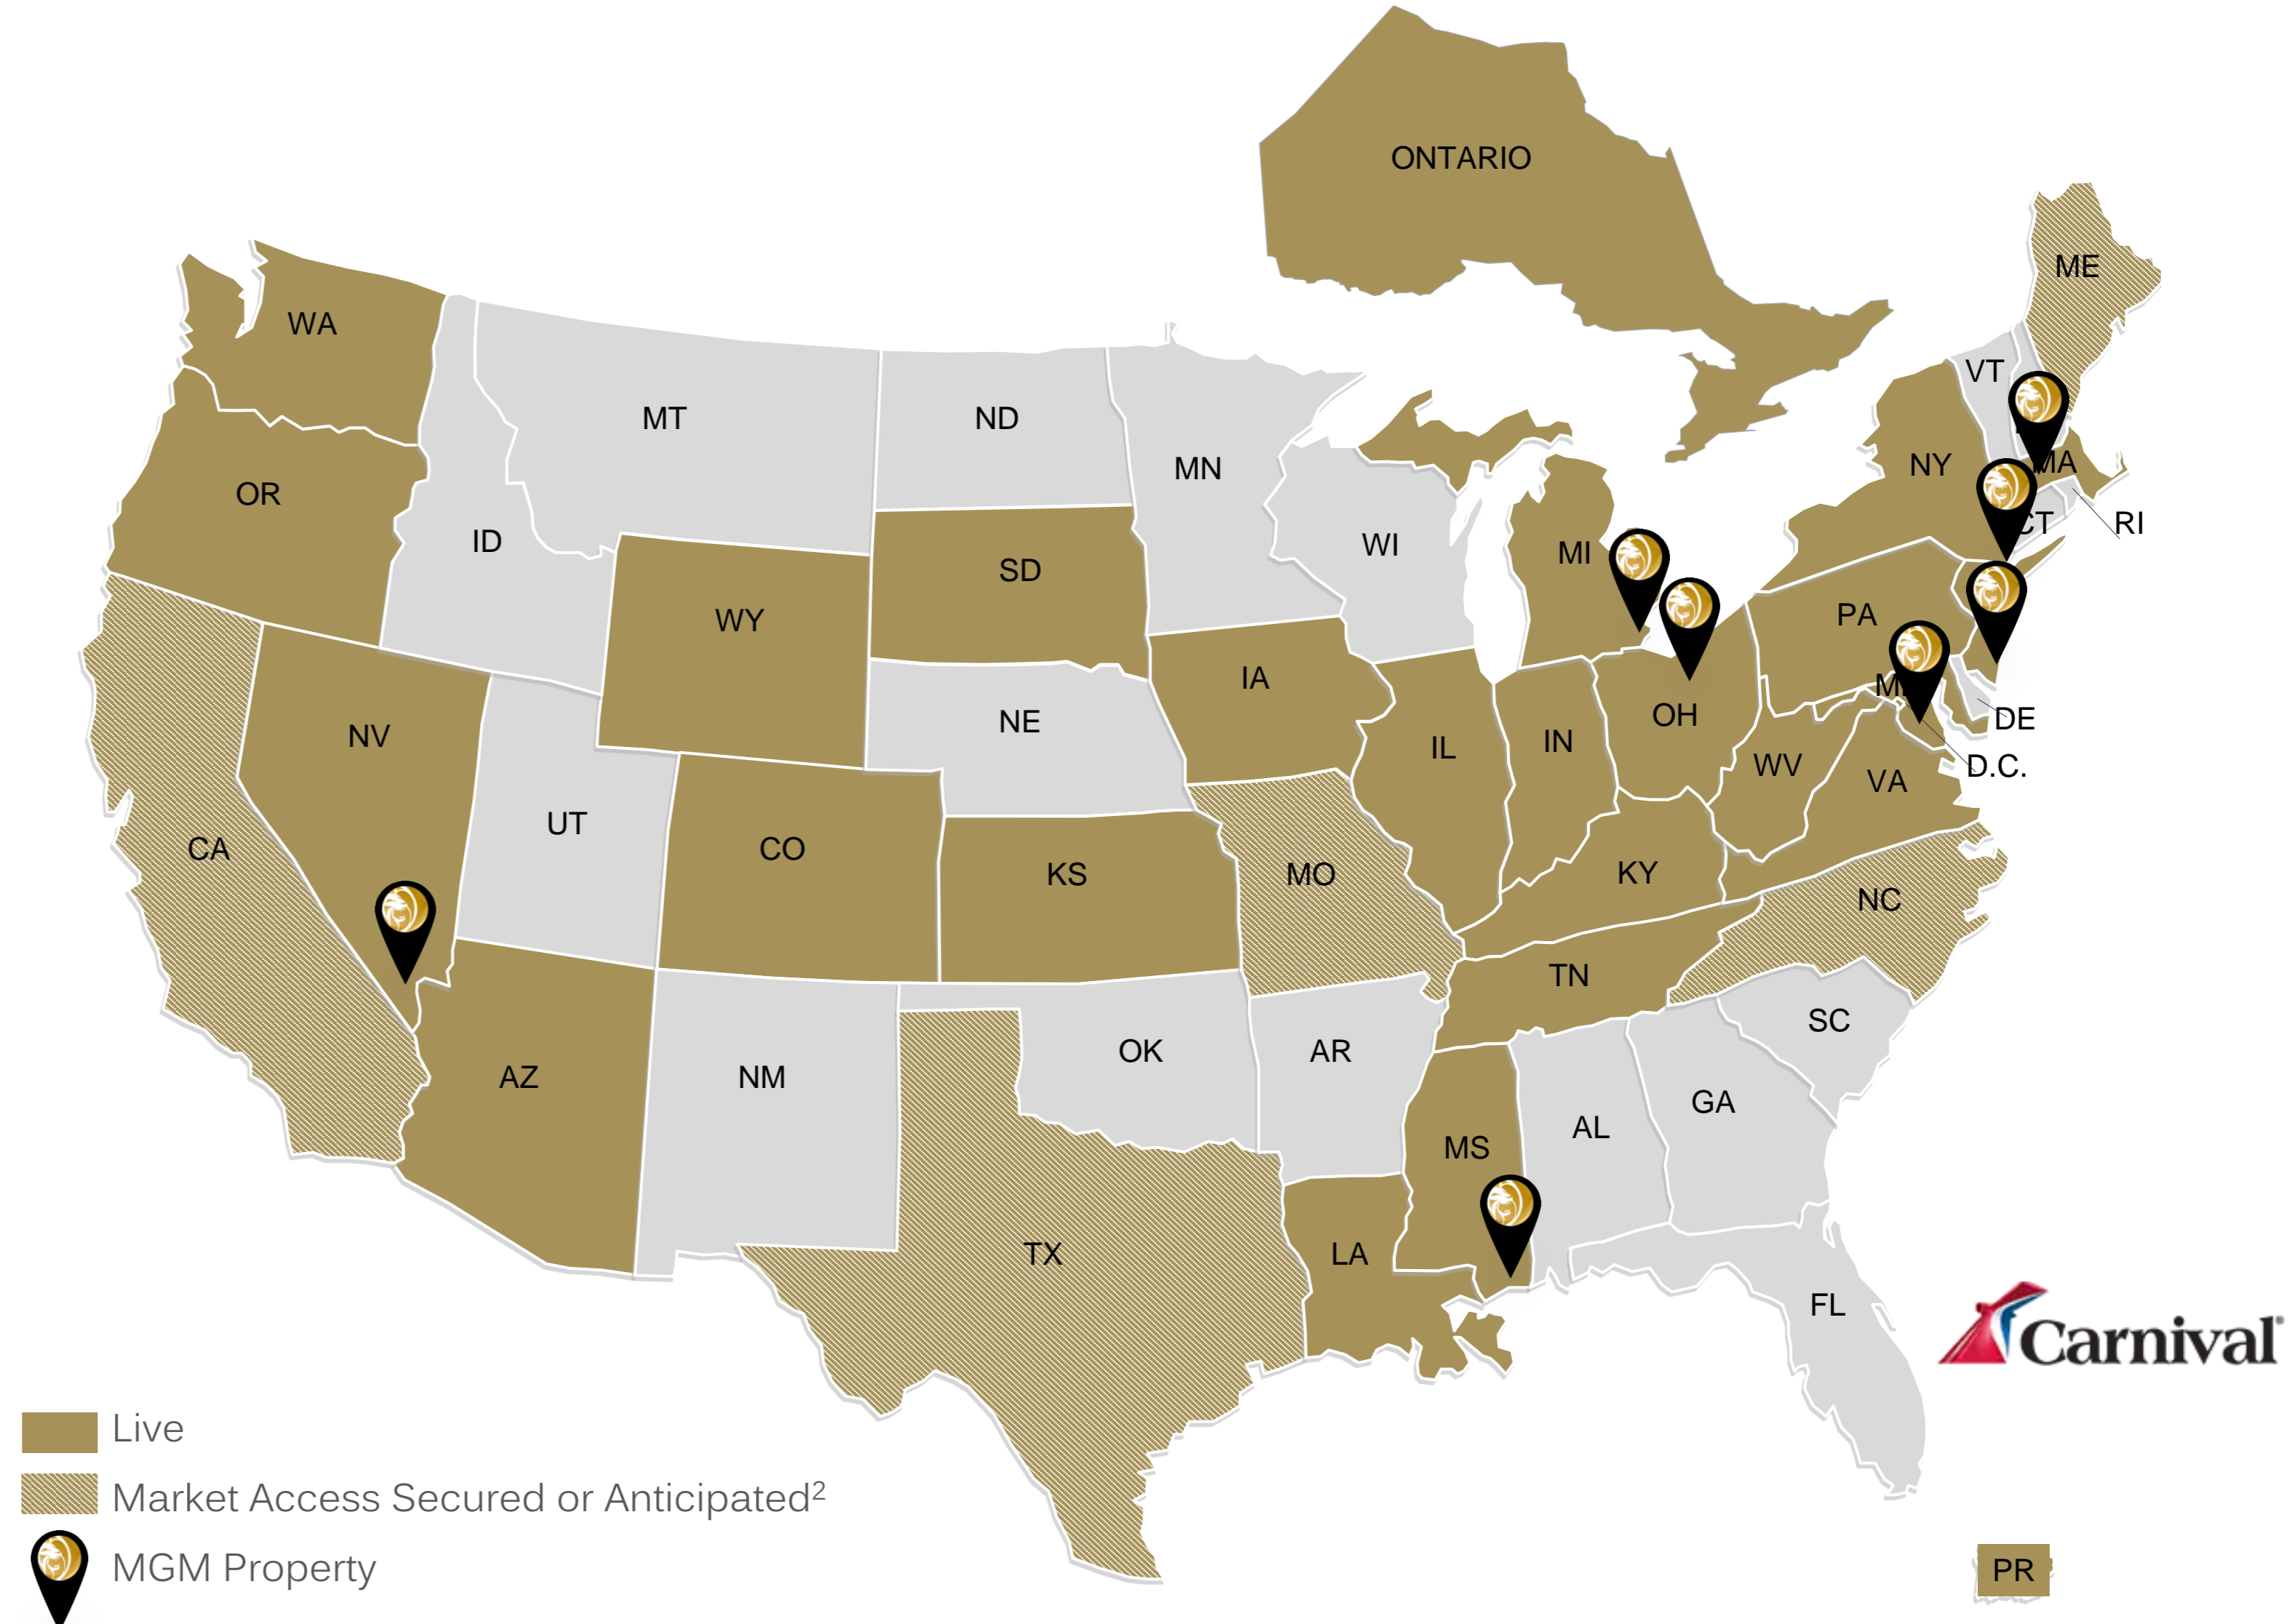 ONTARIO
ME
WA
VT
MT
ND
MN
NY
MA
OR
CT
RI
ID
WI
MI
SD
WY
PA
IA
NE
OH
DE
NV
IL
IN
WV
D.C.
VA
UT
CA
CO
KS
MO
KY
NC
TN
SC
AZ
NM
OK
AR
GA
AL
MS
TX
LA
FL
Carnival®
Live
Market Access Secured or Anticipated²
MGM Property
PR